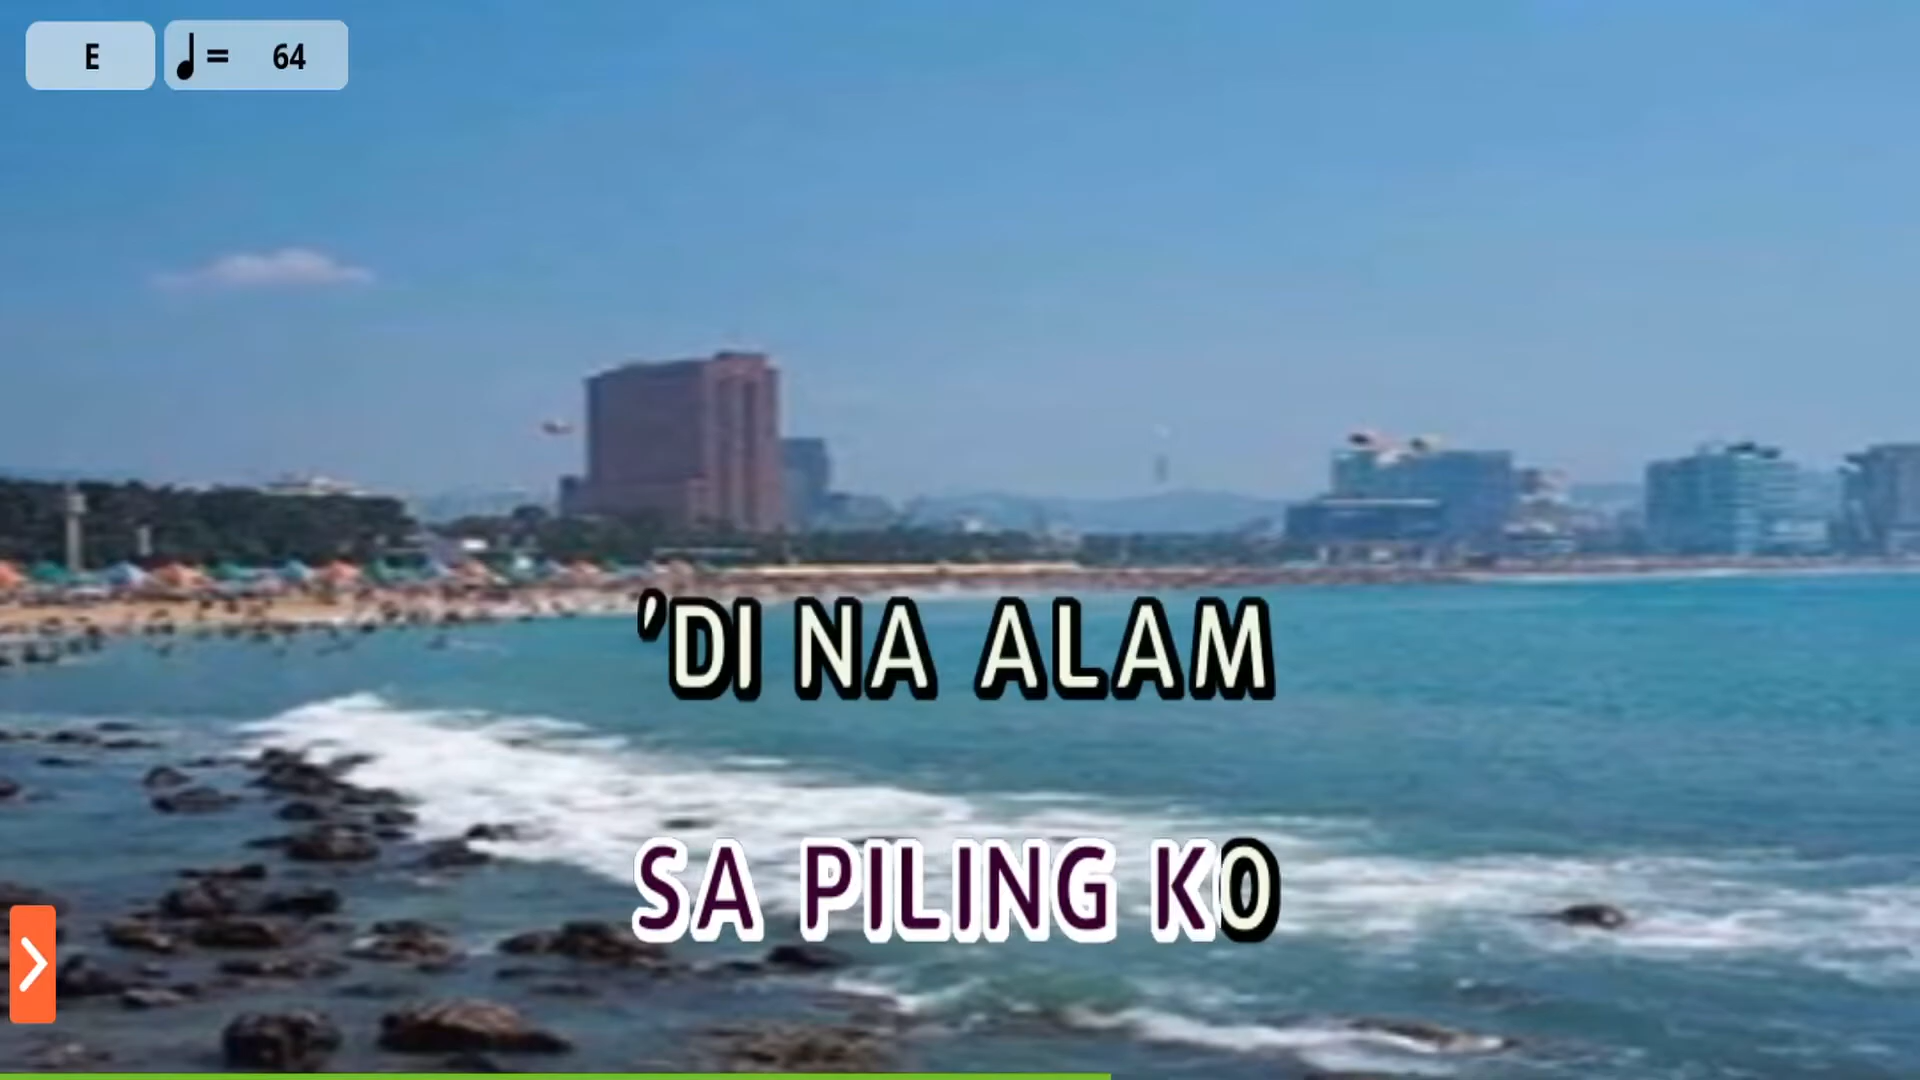 E
♩ = 64
'DI NA ALAM
SA PILING KO